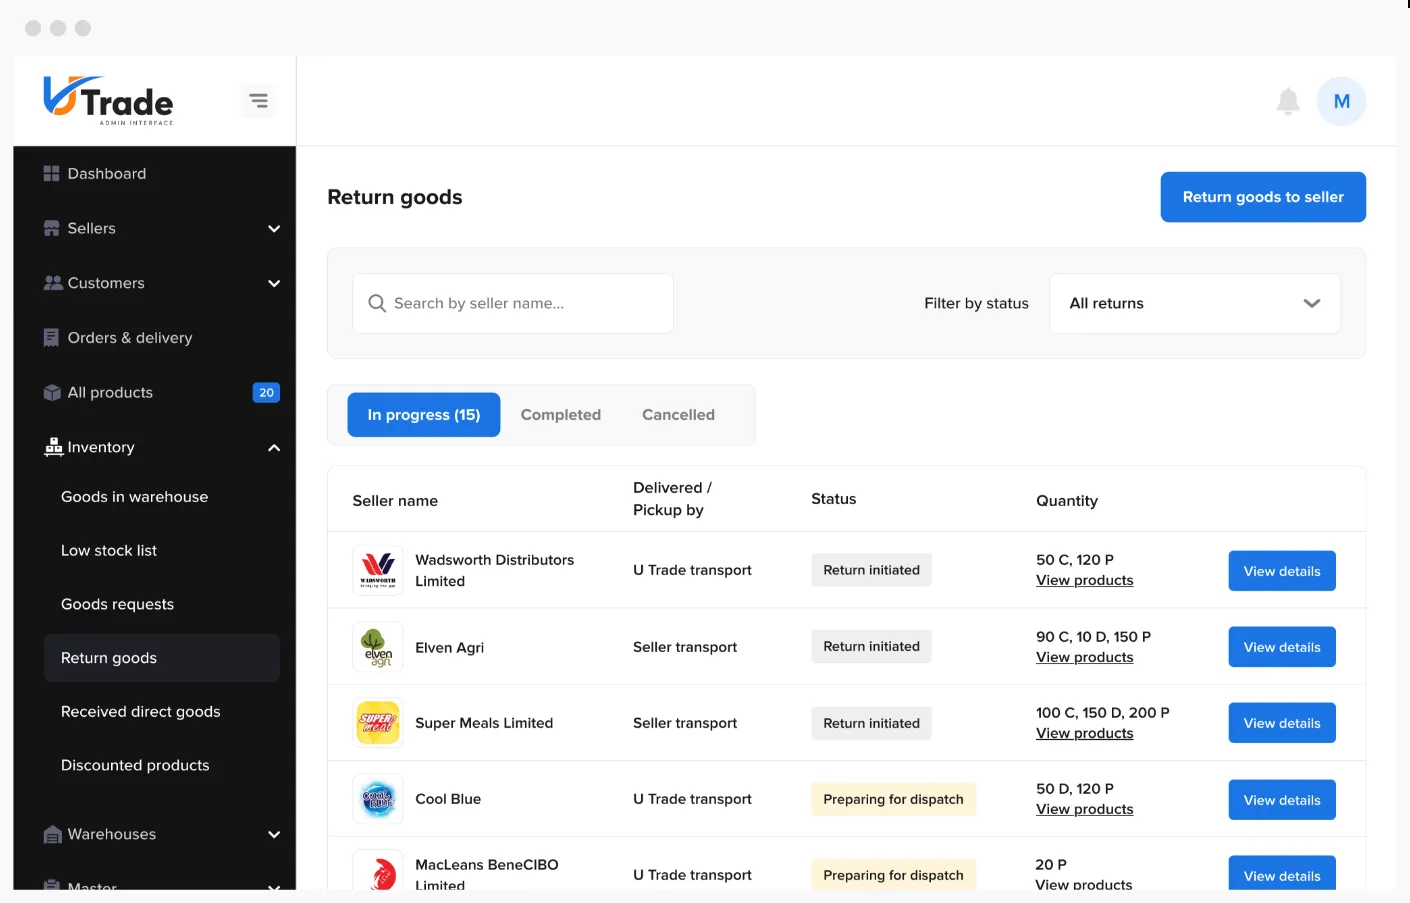 U Trade
ADMIN INTERFACE
M
Dashboard
Sellers
Customers
Orders & delivery
All products 20
Inventory
Goods in warehouse
Low stock list
Goods requests
Return goods
Received direct goods
Discounted products
Warehouses
Master
Return goods
Return goods to seller
Search by seller name...
Filter by status
All returns
In progress (15)
Completed
Cancelled
Seller name
Delivered /
Pickup by
Status
Quantity
WADSWORTH
Wadsworth Distributors
Limited
U Trade transport
Return initiated
50 C, 120 P
View products
View details
elven
agri
Elven Agri
Seller transport
Return initiated
90 C, 10 D, 150 P
View products
View details
SUPER
meal
Super Meals Limited
Seller transport
Return initiated
100 C, 150 D, 200 P
View products
View details
Cool Blue
U Trade transport
Preparing for dispatch
50 D, 120 P
View products
View details
MacLeans BeneCIBO
Limited
U Trade transport
Preparing for dispatch
20 P
View products
View details